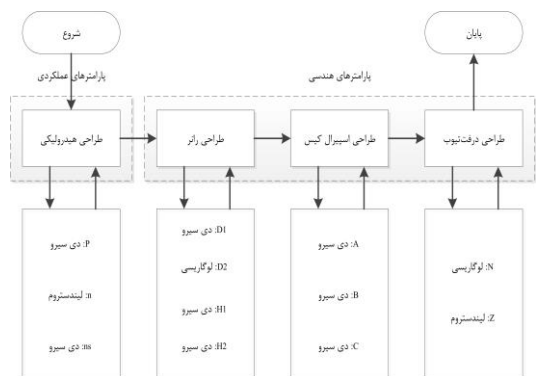 شروع
پایان
پارامترهای عملکردی
پارامترهای هندسی
طراحی هیدرولیکی
طراحی رانر
طراحی اسپیرال کیس
طراحی درفت‌تیوب
P: دی سیرو
n: لیندستروم
ns: دی سیرو
D1: دی سیرو
D2: لوگاریسی
H1: دی سیرو
H2: دی سیرو
A: دی سیرو
B: دی سیرو
C: دی سیرو
N: لوگاریسی
Z: لیندستروم